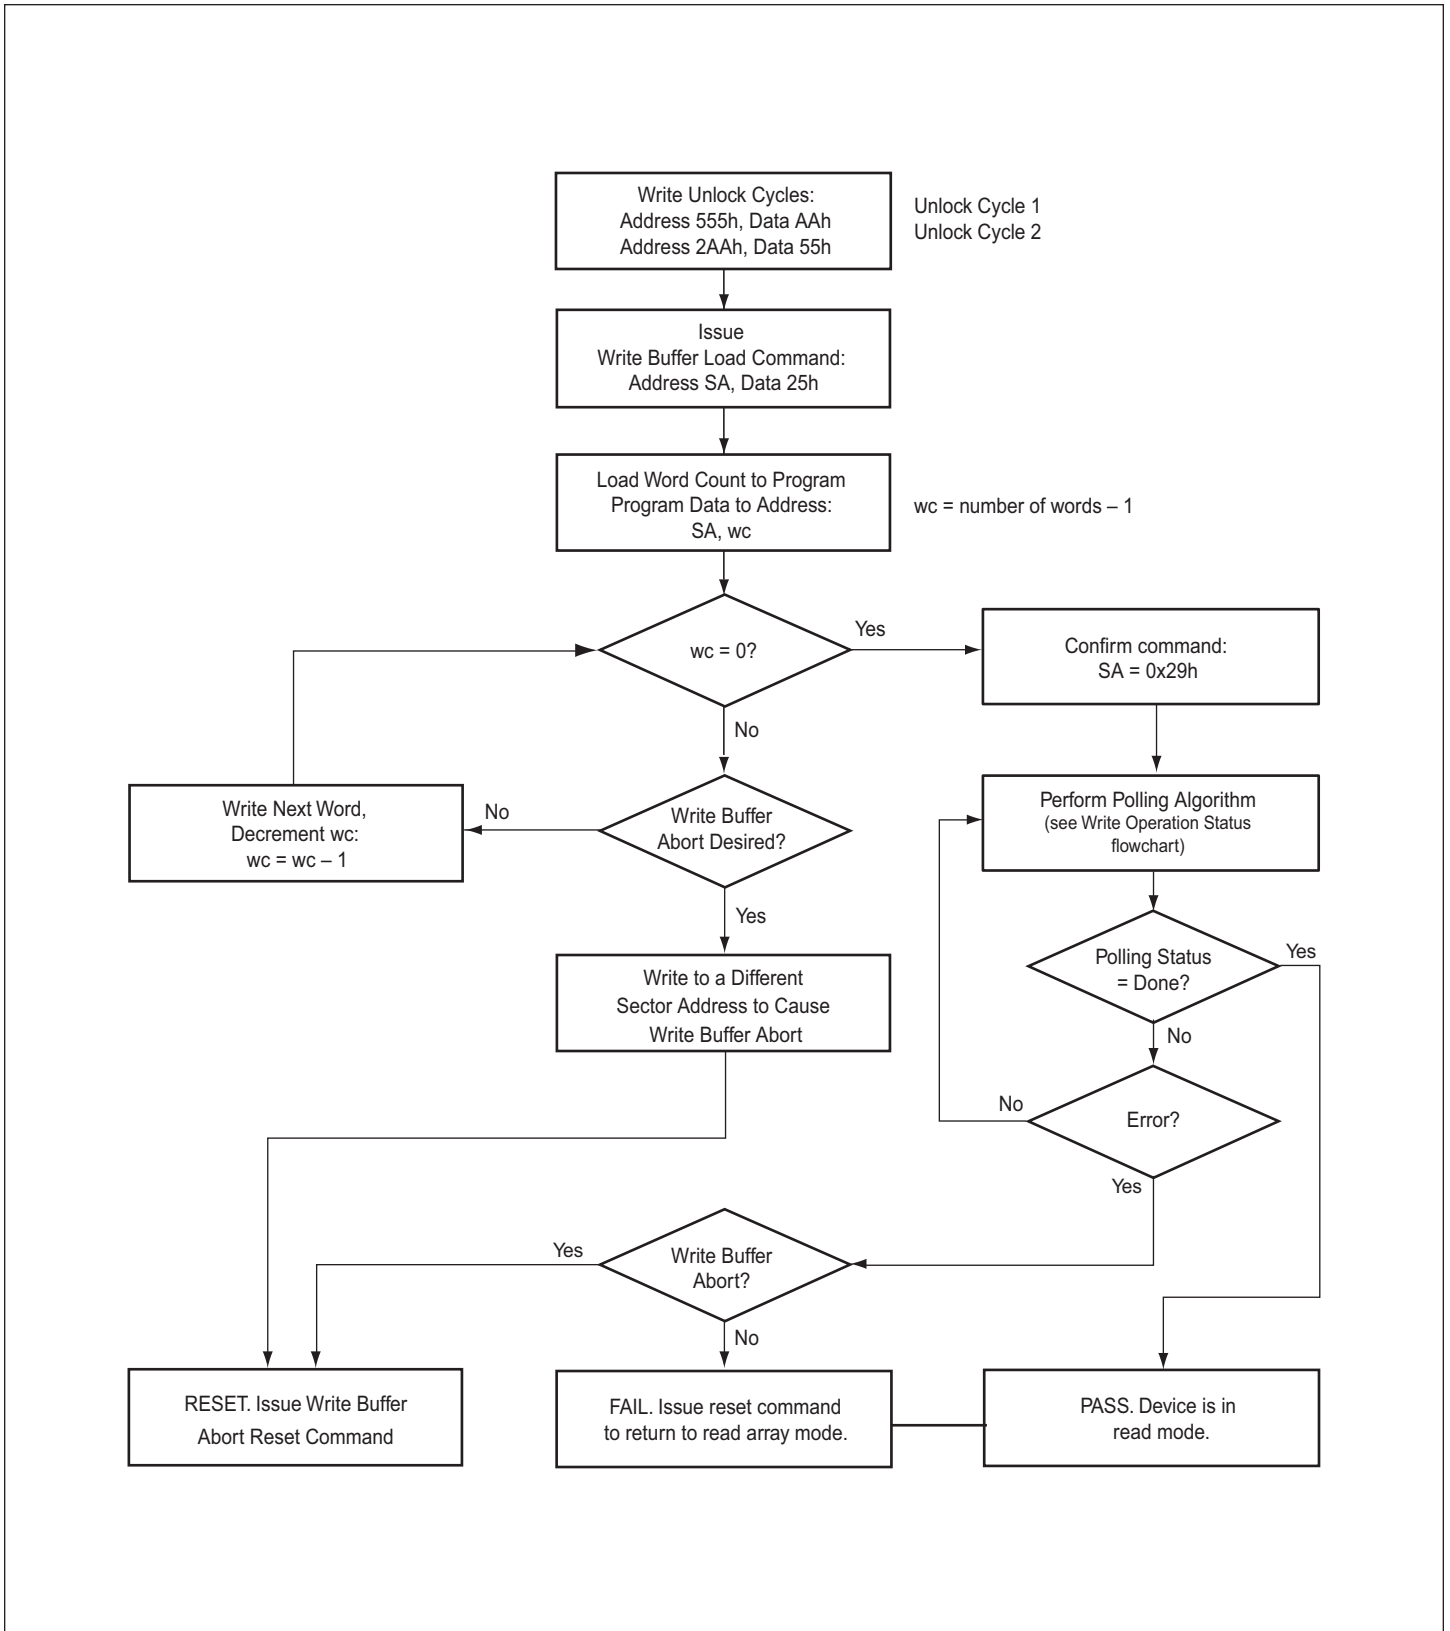 Write Unlock Cycles:
Address 555h, Data AAh
Address 2AAh, Data 55h
Unlock Cycle 1
Unlock Cycle 2
Issue
Write Buffer Load Command:
Address SA, Data 25h
Load Word Count to Program
Program Data to Address:
SA, wc
wc = number of words – 1
wc = 0?
Yes
Confirm command:
SA = 0x29h
No
Write Next Word,
Decrement wc:
wc = wc – 1
No
Write Buffer
Abort Desired?
Perform Polling Algorithm
(see Write Operation Status
flowchart)
Yes
Write to a Different
Sector Address to Cause
Write Buffer Abort
Polling Status
= Done?
Yes
No
No
Error?
Yes
Yes
Write Buffer
Abort?
No
RESET. Issue Write Buffer
Abort Reset Command
FAIL. Issue reset command
to return to read array mode.
PASS. Device is in
read mode.